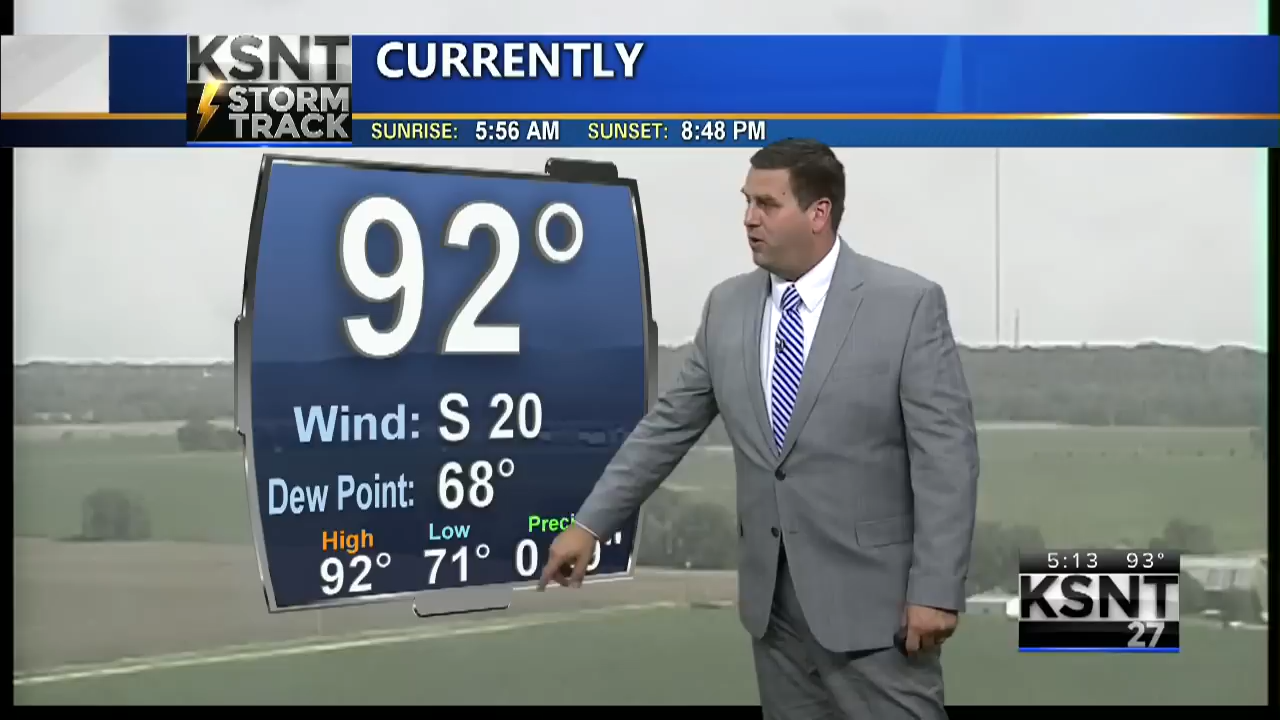 KSNT
STORM
TRACK
CURRENTLY
SUNRISE: 5:56 AM SUNSET: 8:48 PM
92°
Wind: S 20
Dew Point: 68°
High Low
92° 71° 0
5:13 93°
KSNT
27